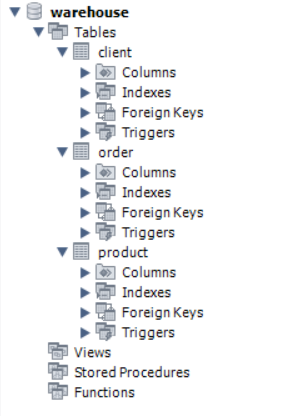 warehouse
Tables
client
Columns
Indexes
Foreign Keys
Triggers
order
Columns
Indexes
Foreign Keys
Triggers
product
Columns
Indexes
Foreign Keys
Triggers
Views
Stored Procedures
Functions